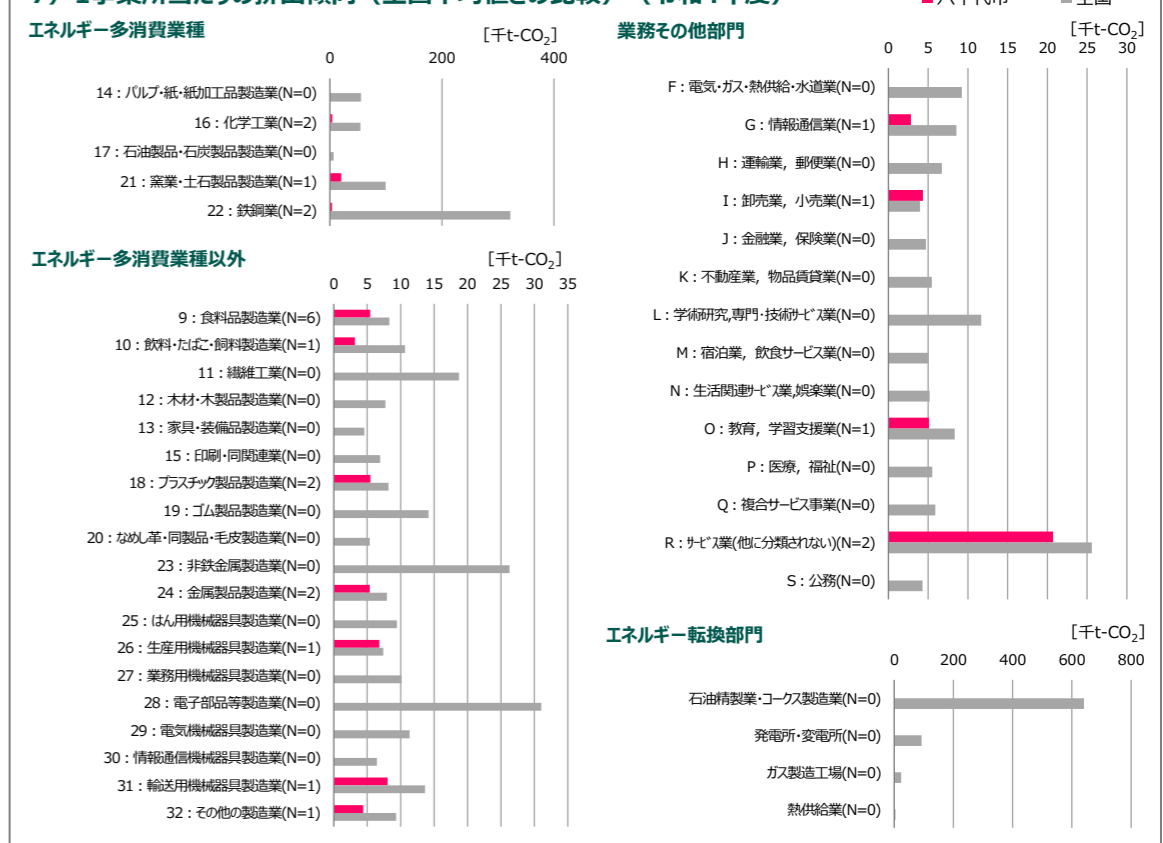 エネルギー多消費業種
[千t-CO2]
0 200 400
14：パルプ・紙・紙加工品製造業(N=0)
16：化学工業(N=2)
17：石油製品・石炭製品製造業(N=0)
21：窯業・土石製品製造業(N=1)
22：鉄鋼業(N=2)
エネルギー多消費業種以外
[千t-CO2]
0 5 10 15 20 25 30 35
9：食料品製造業(N=6)
10：飲料・たばこ・飼料製造業(N=1)
11：繊維工業(N=0)
12：木材・木製品製造業(N=0)
13：家具・装備品製造業(N=0)
15：印刷・同関連業(N=0)
18：プラスチック製品製造業(N=2)
19：ゴム製品製造業(N=0)
20：なめし革・同製品・毛皮製造業(N=0)
23：非鉄金属製造業(N=0)
24：金属製品製造業(N=2)
25：はん用機械器具製造業(N=0)
26：生産用機械器具製造業(N=1)
27：業務用機械器具製造業(N=0)
28：電子部品等製造業(N=0)
29：電気機械器具製造業(N=0)
30：情報通信機械器具製造業(N=0)
31：輸送用機械器具製造業(N=1)
32：その他の製造業(N=1)
業務その他部門
[千t-CO2]
0 5 10 15 20 25 30
F：電気・ガス・熱供給・水道業(N=0)
G：情報通信業(N=1)
H：運輸業，郵便業(N=0)
I：卸売業，小売業(N=1)
J：金融業，保険業(N=0)
K：不動産業，物品賃貸業(N=0)
L：学術研究,専門・技術サービス業(N=0)
M：宿泊業，飲食サービス業(N=0)
N：生活関連サービス業,娯楽業(N=0)
O：教育，学習支援業(N=1)
P：医療，福祉(N=0)
Q：複合サービス事業(N=0)
R：サービス業(他に分類されない)(N=2)
S：公務(N=0)
エネルギー転換部門
[千t-CO2]
0 200 400 600 800
石油精製業・コークス製造業(N=0)
発電所・変電所(N=0)
ガス製造工場(N=0)
熱供給業(N=0)